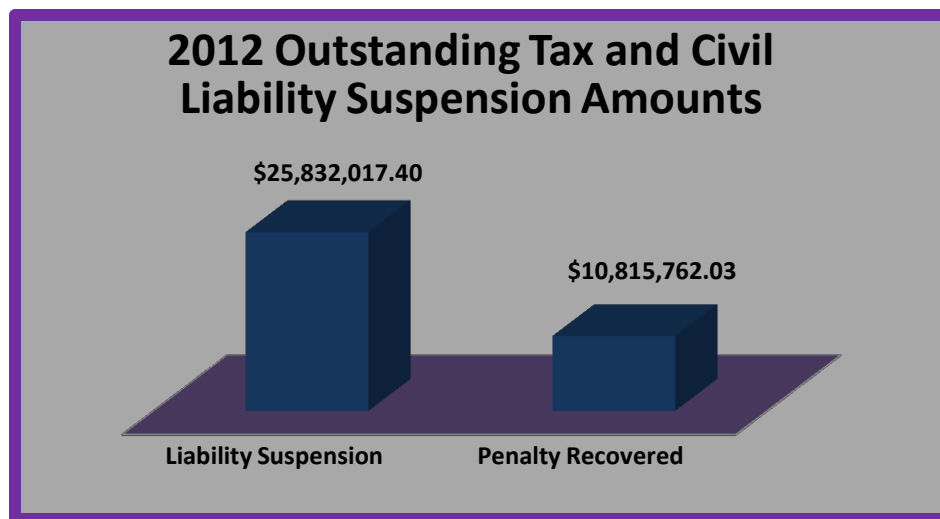 2012 Outstanding Tax and Civil
Liability Suspension Amounts
$25,832,017.40
$10,815,762.03
Liability Suspension
Penalty Recovered